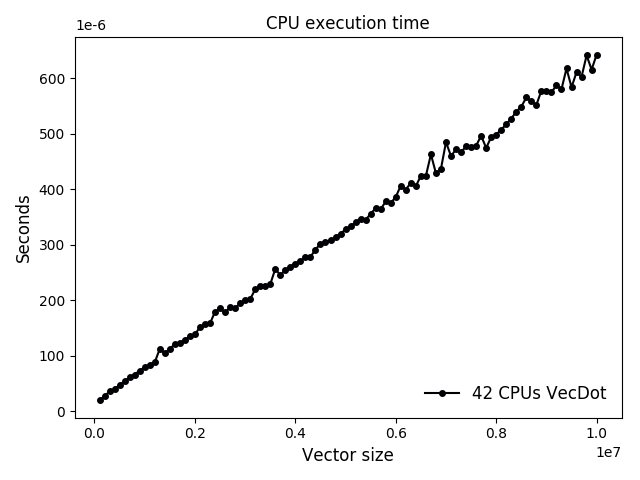 CPU execution time
1e-6
Seconds
600
500
400
300
200
100
0
42 CPUs VecDot
0.0 0.2 0.4 0.6 0.8 1.0
1e7
Vector size